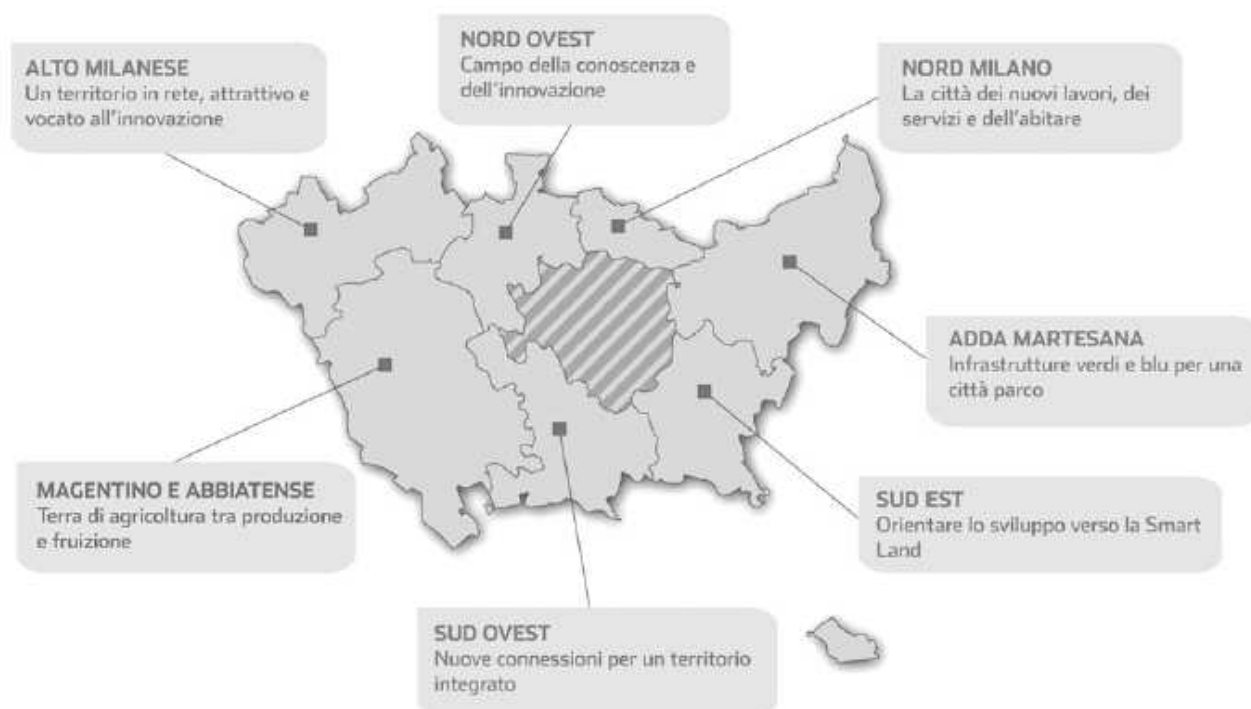 ALTO MILANESE
Un territorio in rete, attrattivo e
vocato all'innovazione
NORD OVEST
Campo della conoscenza e
dell'innovazione
NORD MILANO
La città dei nuovi lavori, dei
servizi e dell'abitare
ADDA MARTESANA
Infrastrutture verdi e blu per una
città parco
MAGENTINO E ABBIATENSE
Terra di agricoltura tra produzione
e fruizione
SUD EST
Orientare lo sviluppo verso la Smart
Land
SUD OVEST
Nuove connessioni per un territorio
integrato